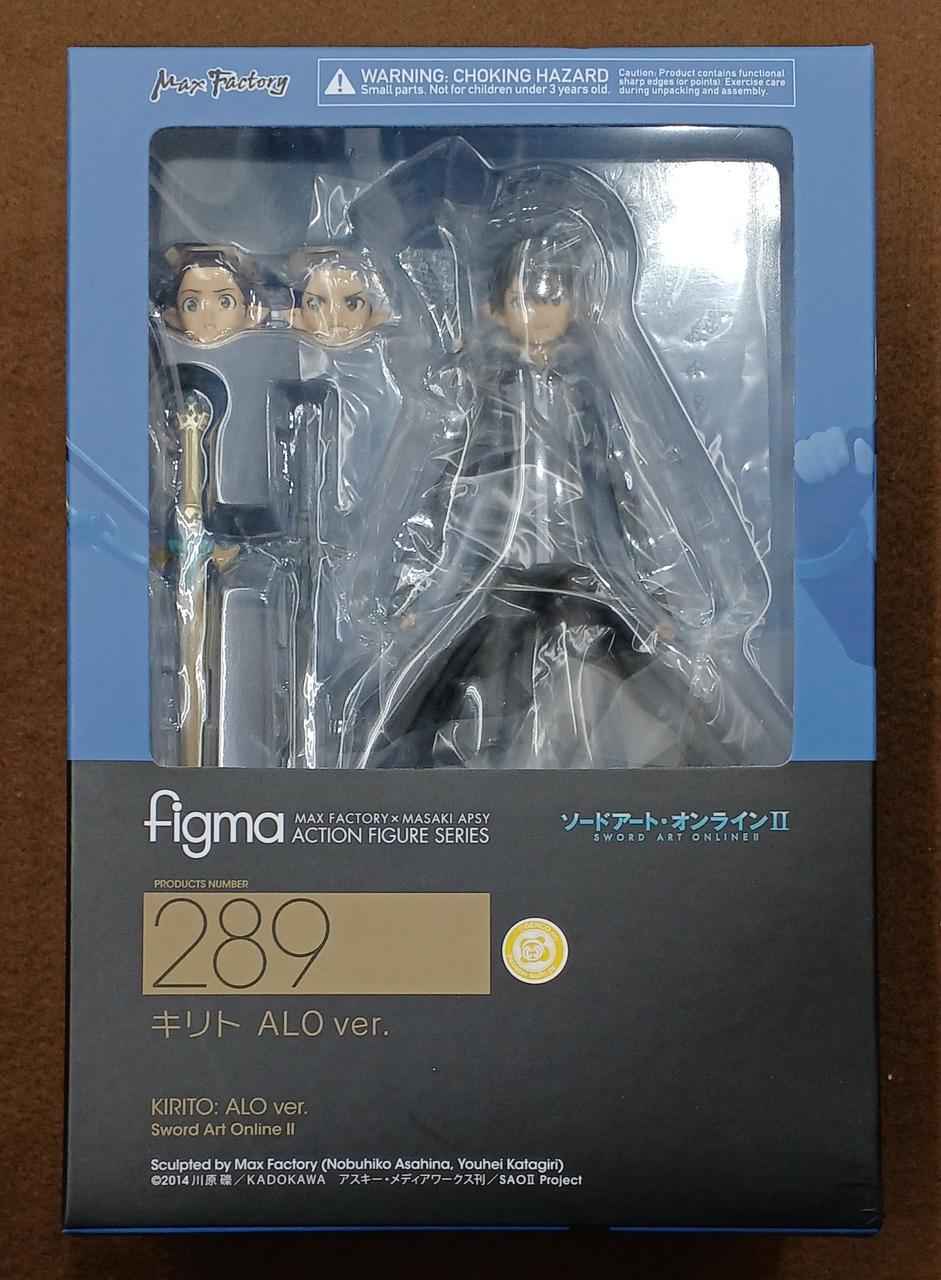 Max Factory
WARNING: CHOKING HAZARD
Small parts. Not for children under 3 years old.
Caution: Product contains functional
sharp edges (or points). Exercise care
during unpacking and assembly.
figma
MAX FACTORY × MASAKI APSY
ACTION FIGURE SERIES
ソードアート・オンラインII
SWORD ART ONLINE II
PRODUCTS NUMBER
289
キリト ALO ver.
KIRITO: ALO ver.
Sword Art Online II
Sculpted by Max Factory (Nobuhiko Asahina, Youhei Katagiri)
©2014 川原 礫／KADOKAWA アスキー・メディアワークス刊／SAOII Project